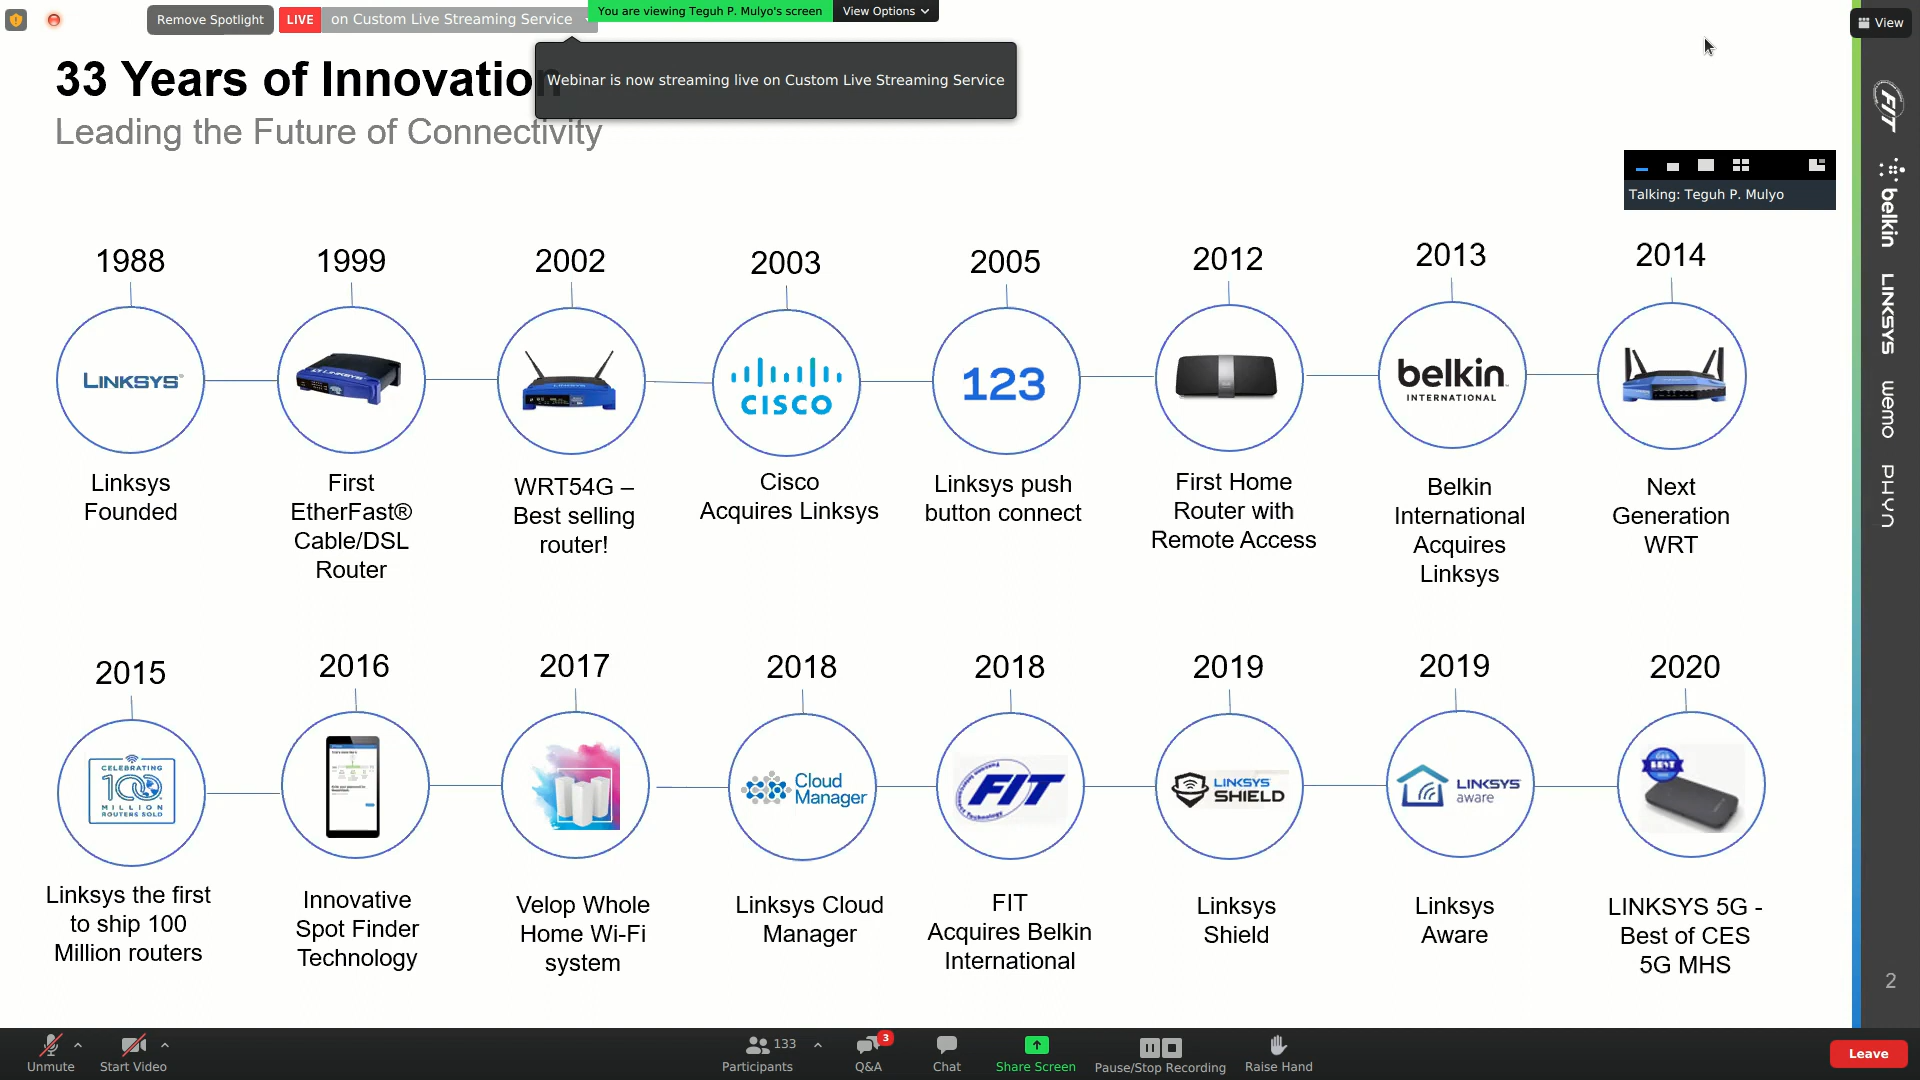 Remove Spotlight
LIVE
on Custom Live Streaming Service
You are viewing Teguh P. Mulyo's screen
View Options
View
Webinar is now streaming live on Custom Live Streaming Service
33 Years of Innovation
Leading the Future of Connectivity
Talking: Teguh P. Mulyo
FIT
belkin
LINKSYS
wemo
PHYN
1988
1999
2002
2003
2005
2012
2013
2014
LINKSYS®
LINKSYS
CISCO
123
belkin
INTERNATIONAL
Linksys
Founded
First
EtherFast®
Cable/DSL
Router
WRT54G –
Best selling
router!
Cisco
Acquires Linksys
Linksys push
button connect
First Home
Router with
Remote Access
Belkin
International
Acquires
Linksys
Next
Generation
WRT
2015
2016
2017
2018
2018
2019
2019
2020
CELEBRATING
100
MILLION
ROUTERS SOLD
Cloud
Manager
FIT
Technology
LINKSYS
SHIELD
LINKSYS
aware
BEST
Linksys the first
to ship 100
Million routers
Innovative
Spot Finder
Technology
Velop Whole
Home Wi-Fi
system
Linksys Cloud
Manager
FIT
Acquires Belkin
International
Linksys
Shield
Linksys
Aware
LINKSYS 5G -
Best of CES
5G MHS
2
Unmute
Start Video
133
Participants
3
Q&A
Chat
Share Screen
Pause/Stop Recording
Raise Hand
Leave